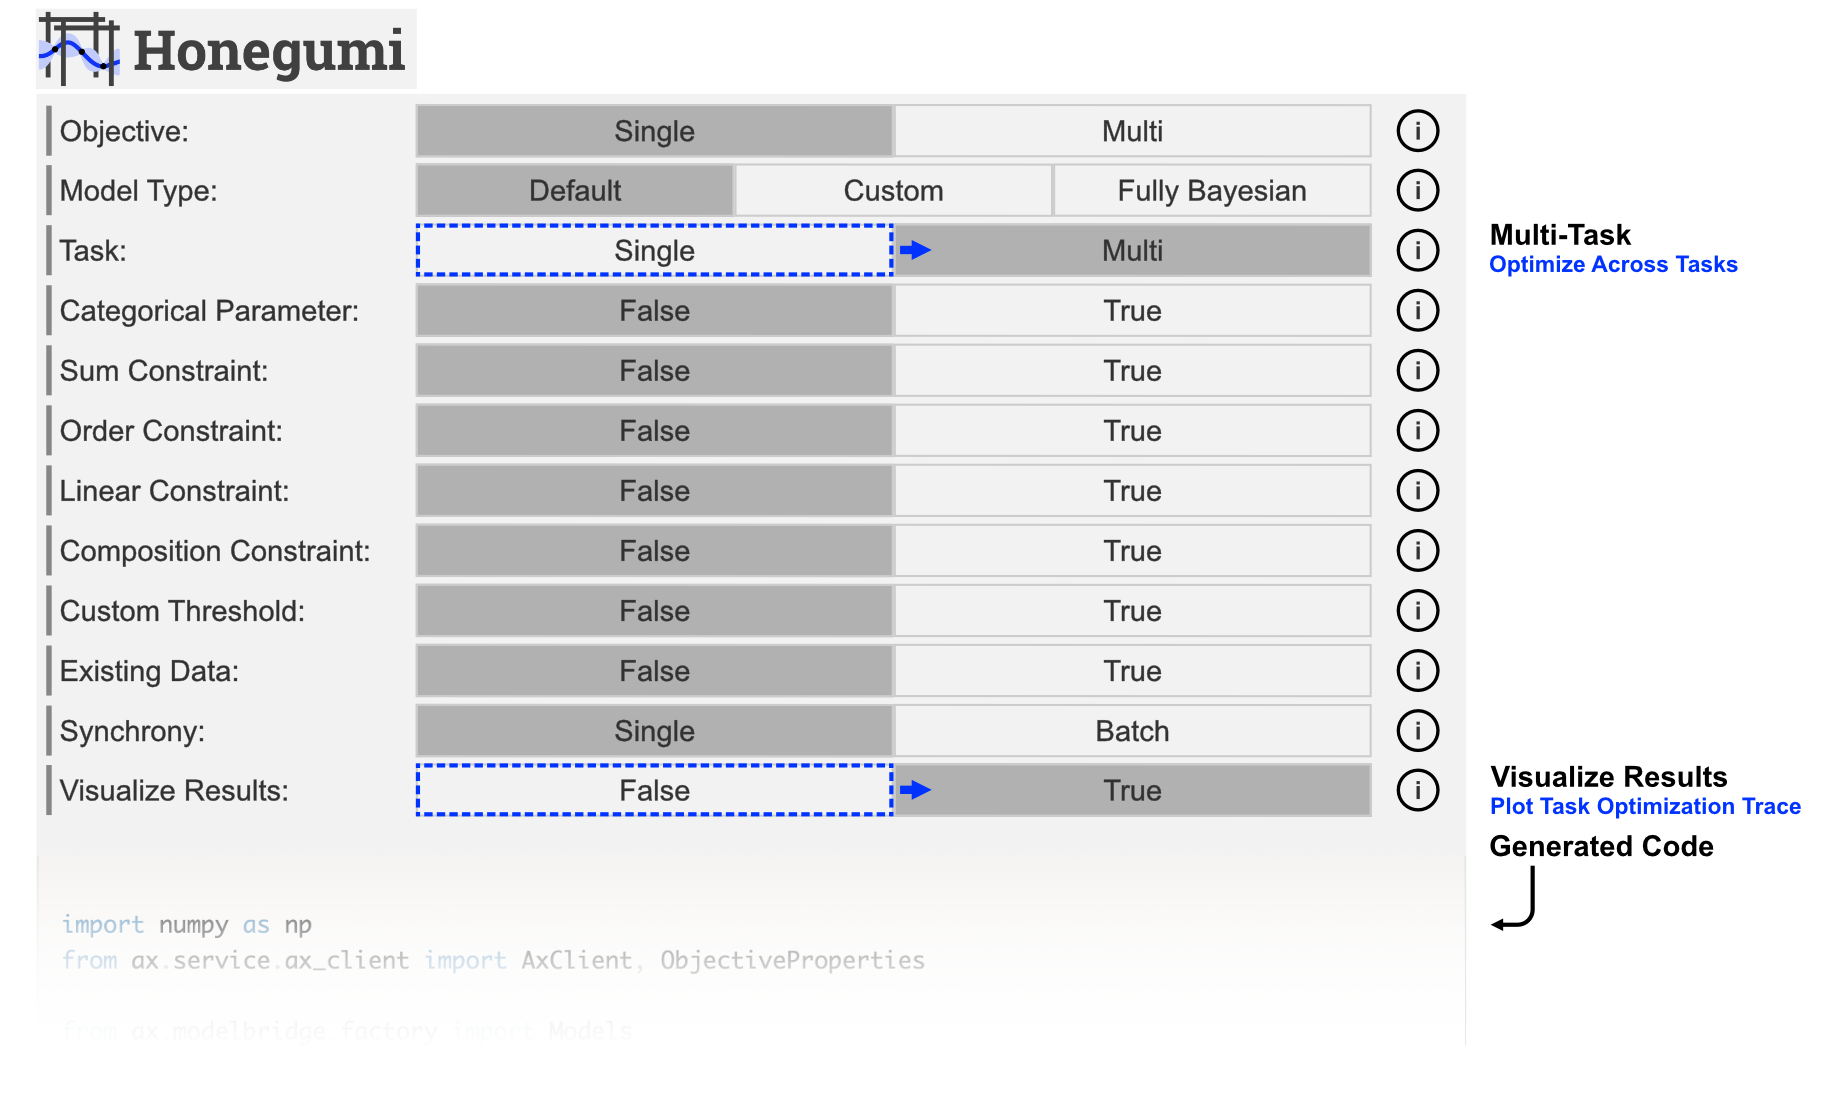 Honegumi
Objective: Single Multi i
Model Type: Default Custom Fully Bayesian i
Task: Single Multi i
Multi-Task
Optimize Across Tasks
Categorical Parameter: False True i
Sum Constraint: False True i
Order Constraint: False True i
Linear Constraint: False True i
Composition Constraint: False True i
Custom Threshold: False True i
Existing Data: False True i
Synchrony: Single Batch i
Visualize Results: False True i
Visualize Results
Plot Task Optimization Trace
Generated Code
import numpy as np
from ax.service.ax_client import AxClient, ObjectiveProperties
from ax modelbridge factory import Models